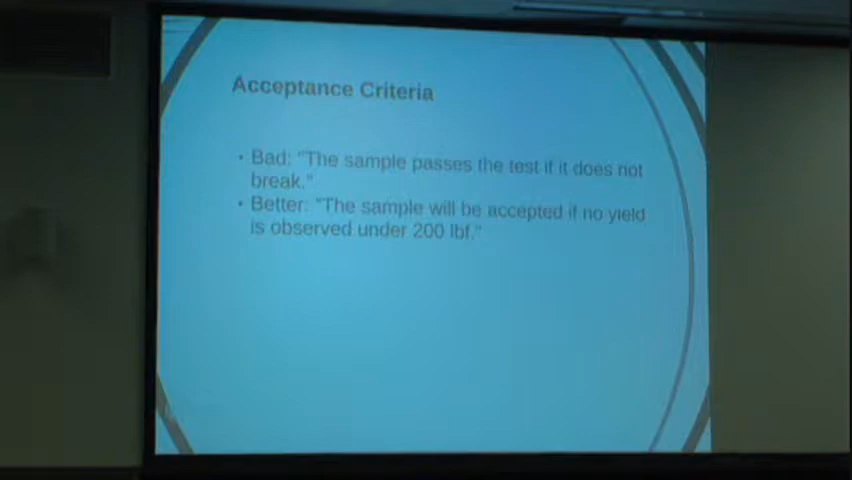 Acceptance Criteria
• Bad: "The sample passes the test if it does not
break."
• Better: "The sample will be accepted if no yield
is observed under 200 lbf."